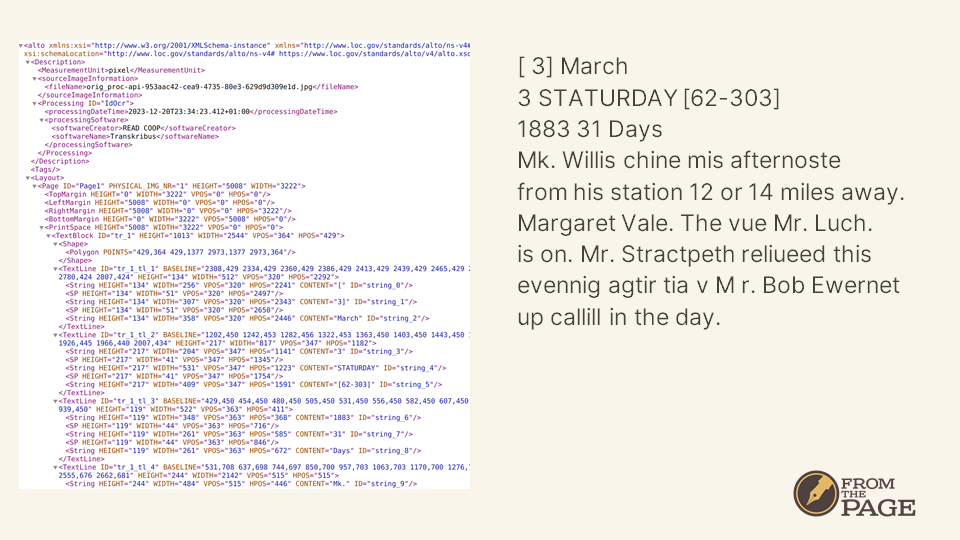 ▼<alto xmlns:xsi="http://www.w3.org/2001/XMLSchema-instance" xmlns="http://www.loc.gov/standards/alto/ns-v4#
xsi:schemaLocation="http://www.loc.gov/standards/alto/ns-v4# https://www.loc.gov/standards/alto/v4/alto.xsd
▼<Description>
<MeasurementUnit>pixel</MeasurementUnit>
▼<sourceImageInformation>
<fileName>orig_proc-api-953aac42-cea9-4735-80e3-629d9d309e1d.jpg</fileName>
</sourceImageInformation>
▼<Processing ID="IdOcr">
<processingDateTime>2023-12-20T23:34:23.412+01:00</processingDateTime>
▼<processingSoftware>
<softwareCreator>READ COOP</softwareCreator>
<softwareName>Transkribus</softwareName>
</processingSoftware>
</Processing>
</Description>
<Tags/>
▼<Layout>
▼<Page ID="Page1" PHYSICAL_IMG_NR="1" HEIGHT="5008" WIDTH="3222">
<TopMargin HEIGHT="0" WIDTH="3222" VPOS="0" HPOS="0"/>
<LeftMargin HEIGHT="5008" WIDTH="0" VPOS="0" HPOS="0"/>
<RightMargin HEIGHT="5008" WIDTH="0" VPOS="0" HPOS="3222"/>
<BottomMargin WIDTH="3222" VPOS="5008" HPOS="0"/>
▼<PrintSpace HEIGHT="5008" WIDTH="3222" VPOS="0" HPOS="0">
▼<TextBlock ID="tr_1" HEIGHT="1013" WIDTH="2544" VPOS="364" HPOS="429">
▼<Shape>
<Polygon POINTS="429,364 429,1377 2973,1377 2973,364"/>
</Shape>
▼<TextLine ID="tr_1_tl_1" BASELINE="2308,429 2334,429 2360,429 2386,429 2413,429 2439,429 2465,429
2780,424 2807,424" HEIGHT="134" WIDTH="512" VPOS="320" HPOS="2292">
<String HEIGHT="134" WIDTH="256" VPOS="320" HPOS="2241" CONTENT="[" ID="string_0"/>
<SP HEIGHT="134" WIDTH="51" VPOS="320" HPOS="2497"/>
<String HEIGHT="134" WIDTH="307" VPOS="320" HPOS="2343" CONTENT="3]" ID="string_1"/>
<SP HEIGHT="134" WIDTH="51" VPOS="320" HPOS="2650"/>
<String HEIGHT="134" WIDTH="358" VPOS="320" HPOS="2446" CONTENT="March" ID="string_2"/>
</TextLine>
▼<TextLine ID="tr_1_tl_2" BASELINE="1202,450 1242,453 1282,456 1322,453 1363,450 1403,450 1443,450
1926,445 1966,440 2007,434" HEIGHT="217" WIDTH="817" VPOS="347" HPOS="1182">
<String HEIGHT="217" WIDTH="204" VPOS="347" HPOS="1141" CONTENT="3" ID="string_3"/>
<SP HEIGHT="217" WIDTH="41" VPOS="347" HPOS="1345"/>
<String HEIGHT="217" WIDTH="531" VPOS="347" HPOS="1223" CONTENT="STATURDAY" ID="string_4"/>
<SP HEIGHT="217" WIDTH="41" VPOS="347" HPOS="1754"/>
<String HEIGHT="217" WIDTH="409" VPOS="347" HPOS="1591" CONTENT="[62-303]" ID="string_5"/>
</TextLine>
▼<TextLine ID="tr_1_tl_3" BASELINE="429,450 454,450 480,450 505,450 531,450 556,450 582,450 607,450
939,450" HEIGHT="119" WIDTH="522" VPOS="363" HPOS="411">
<String HEIGHT="119" WIDTH="348" VPOS="363" HPOS="368" CONTENT="1883" ID="string_6"/>
<SP HEIGHT="119" WIDTH="44" VPOS="363" HPOS="716"/>
<String HEIGHT="119" WIDTH="261" VPOS="363" HPOS="585" CONTENT="31" ID="string_7"/>
<SP HEIGHT="119" WIDTH="44" VPOS="363" HPOS="846"/>
<String HEIGHT="119" WIDTH="261" VPOS="363" HPOS="672" CONTENT="Days" ID="string_8"/>
</TextLine>
▼<TextLine ID="tr_1_tl_4" BASELINE="531,708 637,698 744,697 850,700 957,703 1063,703 1170,700 1276,
2555,676 2662,681" HEIGHT="244" WIDTH="2142" VPOS="515" HPOS="515">
<String HEIGHT="244" WIDTH="484" VPOS="515" HPOS="446" CONTENT="Mk." ID="string_9"/>
[ 3] March
3 STATURDAY [62-303]
1883 31 Days
Mk. Willis chine mis afternoste
from his station 12 or 14 miles away.
Margaret Vale. The vue Mr. Luch.
is on. Mr. Stractpeth reliueed this
evennig agtir tia v M r. Bob Ewernet
up callill in the day.
FROM
THE
PAGE